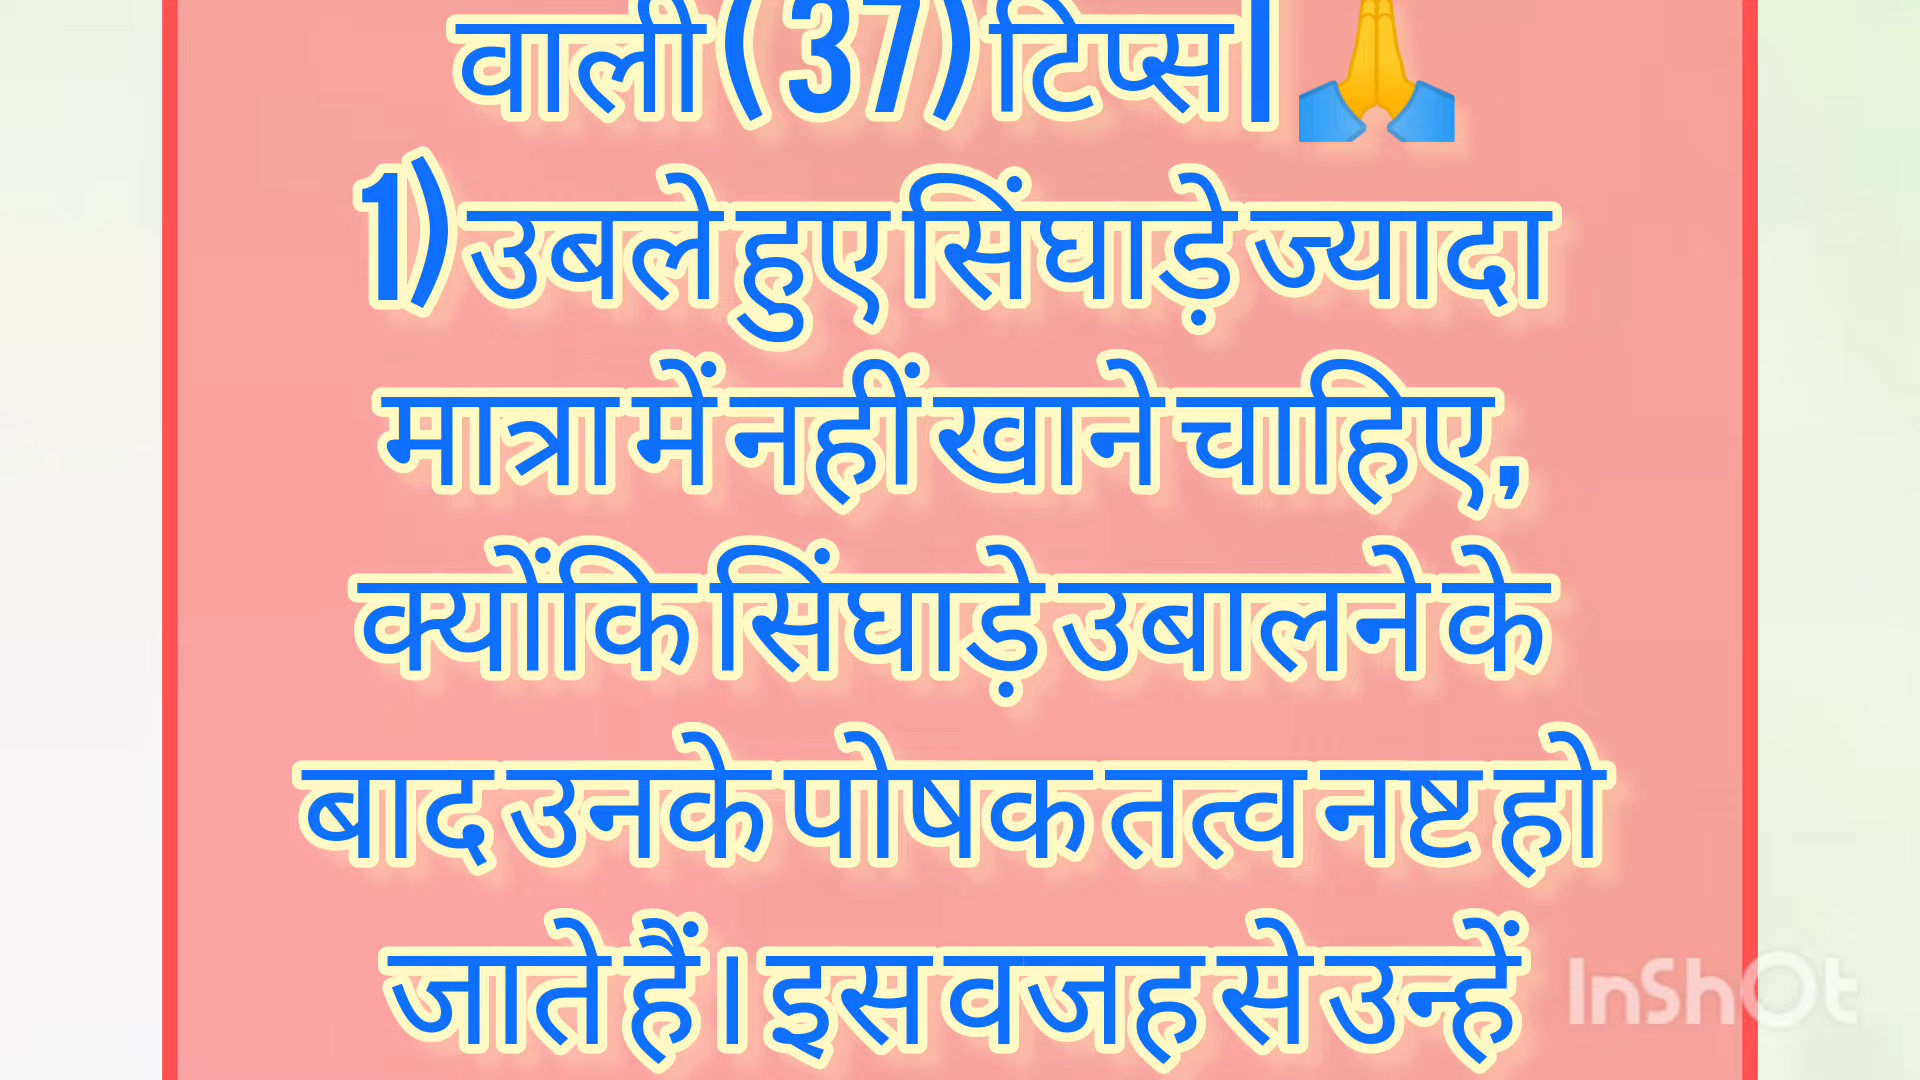 वाली ( 37) टिप्स| 🙏
1) उबले हुए सिंघाड़े ज्यादा
मात्रा में नहीं खाने चाहिए,
क्योंकि सिंघाड़े उबालने के
बाद उनके पोषक तत्व नष्ट हो
जाते हैं। इस वजह से उन्हें
InShOt